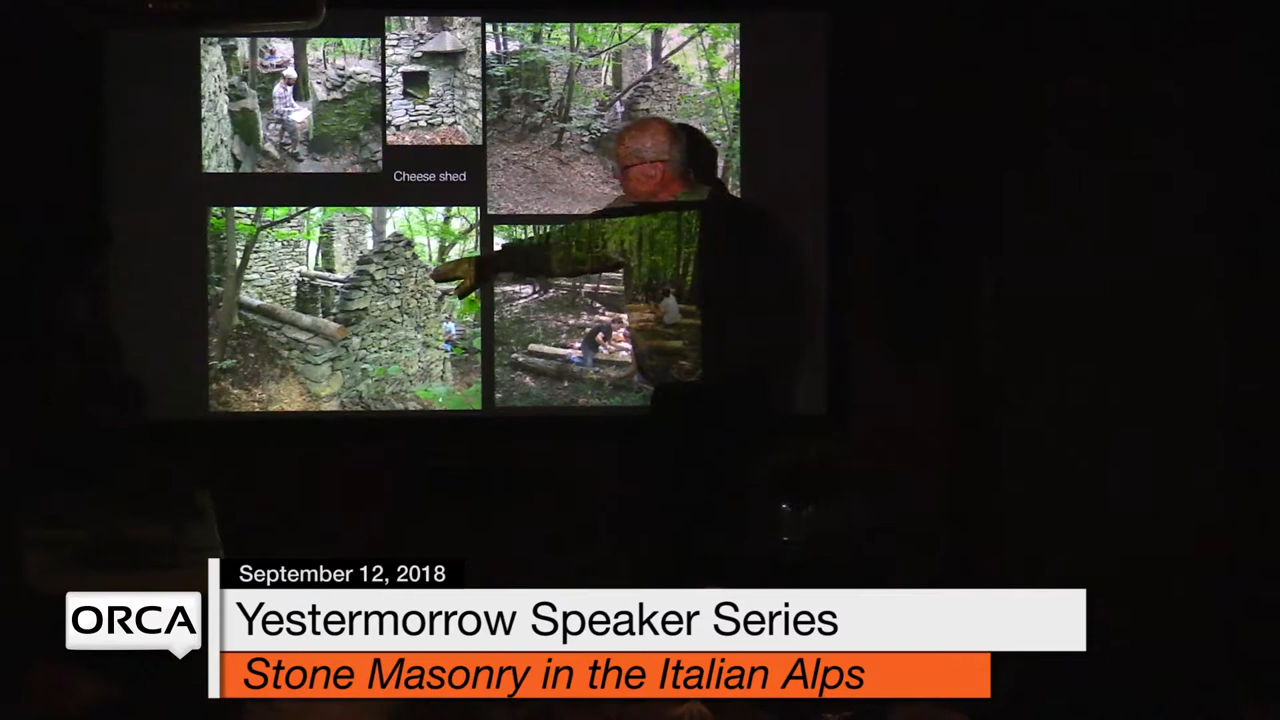 Cheese shed
September 12, 2018
ORCA
Yestermorrow Speaker Series
Stone Masonry in the Italian Alps